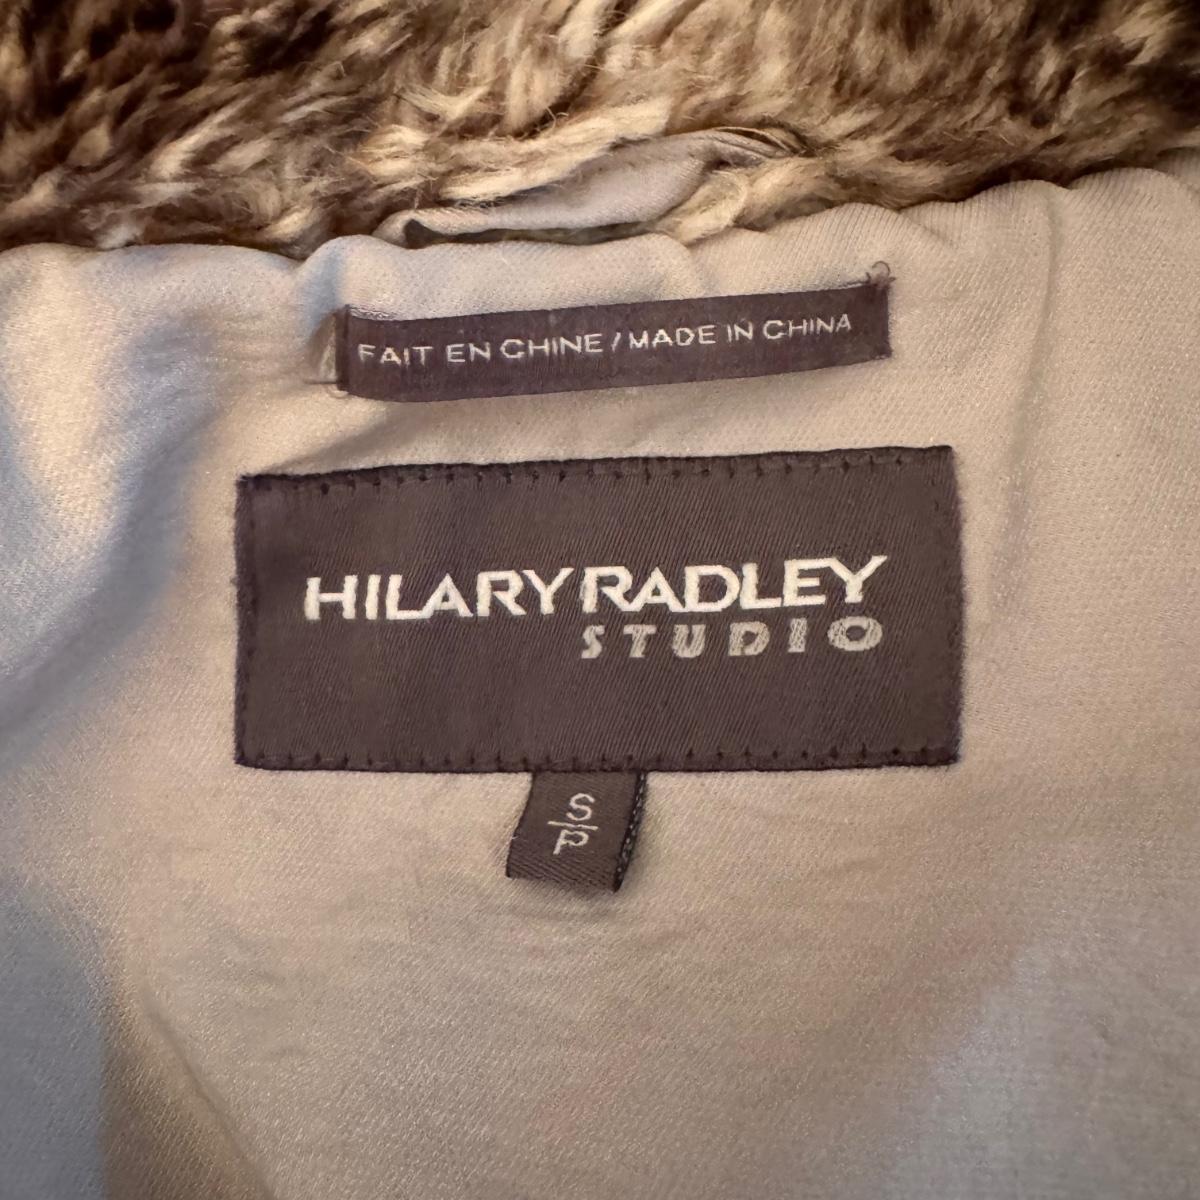 FAIT EN CHINE / MADE IN CHINA
HILARY RADLEY
STUDIO
S
P